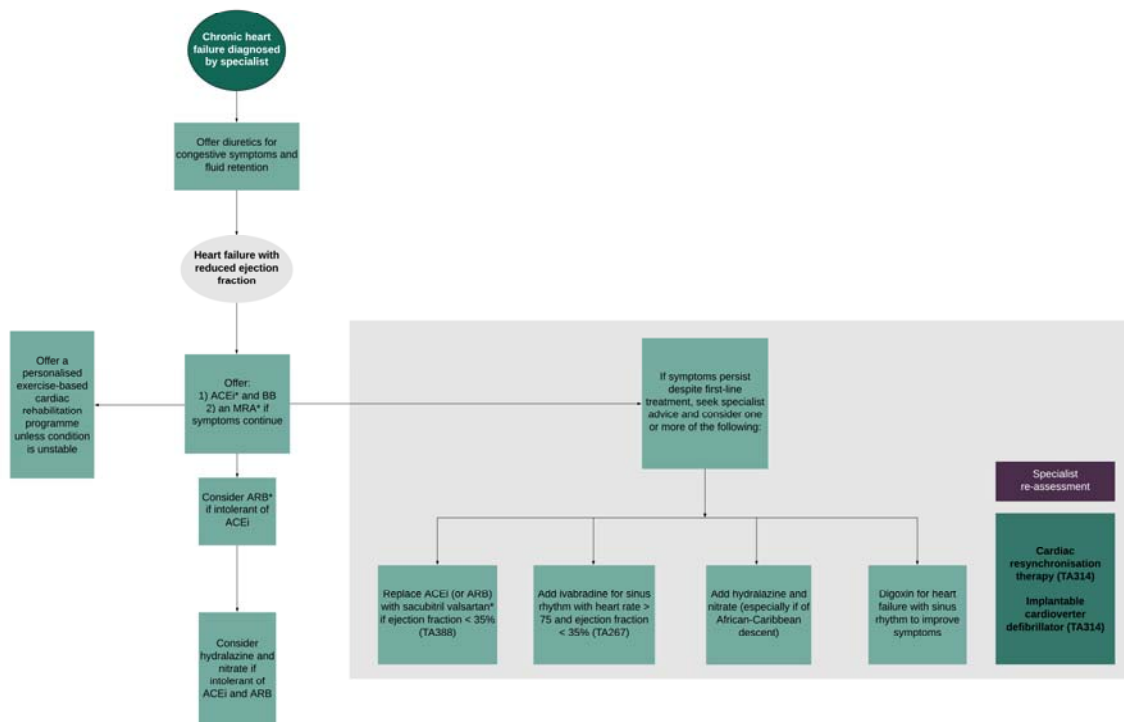 Chronic heart
failure diagnosed
by specialist
Offer diuretics for
congestive symptoms and
fluid retention
Heart failure with
reduced ejection
fraction
Offer a
personalised
exercise-based
cardiac
rehabilitation
programme
unless condition
is unstable
Offer:
1) ACEi* and BB
2) an MRA* if
symptoms continue
If symptoms persist
despite first-line
treatment, seek specialist
advice and consider one
or more of the following:
Consider ARB*
if intolerant of
ACEi
Consider
hydralazine and
nitrate if
intolerant of
ACEi and ARB
Replace ACEi (or ARB)
with sacubitril valsartan*
if ejection fraction < 35%
(TA388)
Add ivabradine for sinus
rhythm with heart rate >
75 and ejection fraction
< 35% (TA267)
Add hydralazine and
nitrate (especially if of
African-Caribbean
descent)
Digoxin for heart
failure with sinus
rhythm to improve
symptoms
Specialist
re-assessment
Cardiac
resynchronisation
therapy (TA314)
Implantable
cardioverter
defibrillator (TA314)